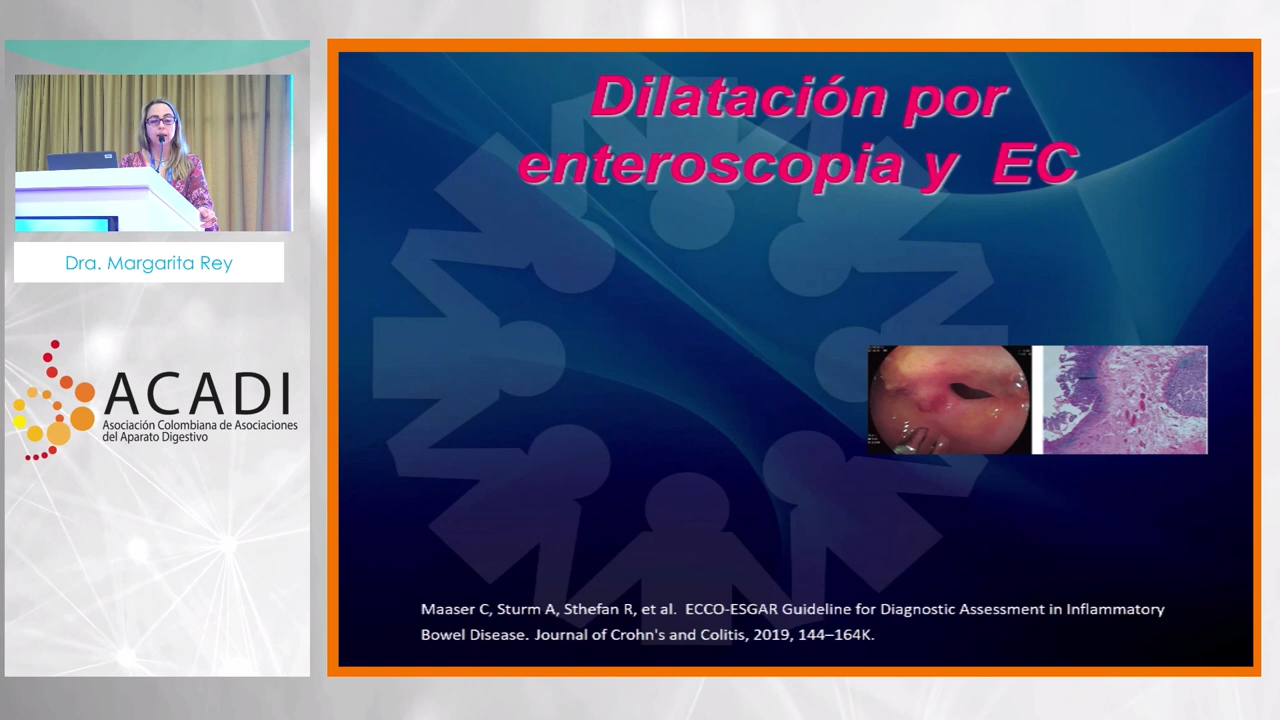 Dra. Margarita Rey
ACADI
Asociación Colombiana de Asociaciones
del Aparato Digestivo
Dilatación por
enteroscopia y EC
Maaser C, Sturm A, Sthefan R, et al. ECCO-ESGAR Guideline for Diagnostic Assessment in Inflammatory
Bowel Disease. Journal of Crohn's and Colitis, 2019, 144–164K.